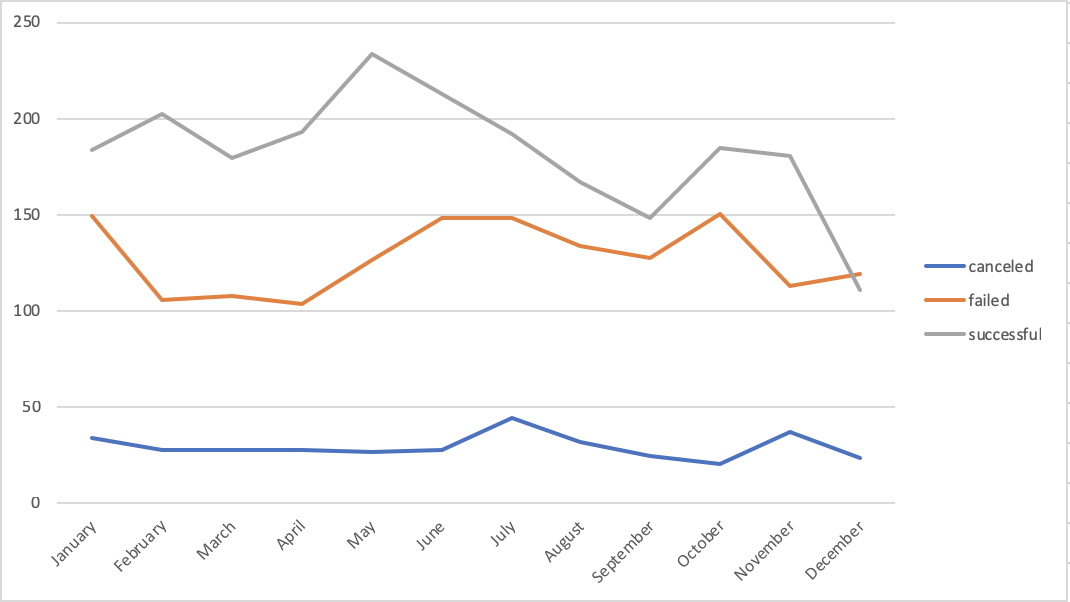 250
200
150
100
50
0
January
February
March
April
May
June
July
August
September
October
November
December
canceled
failed
successful